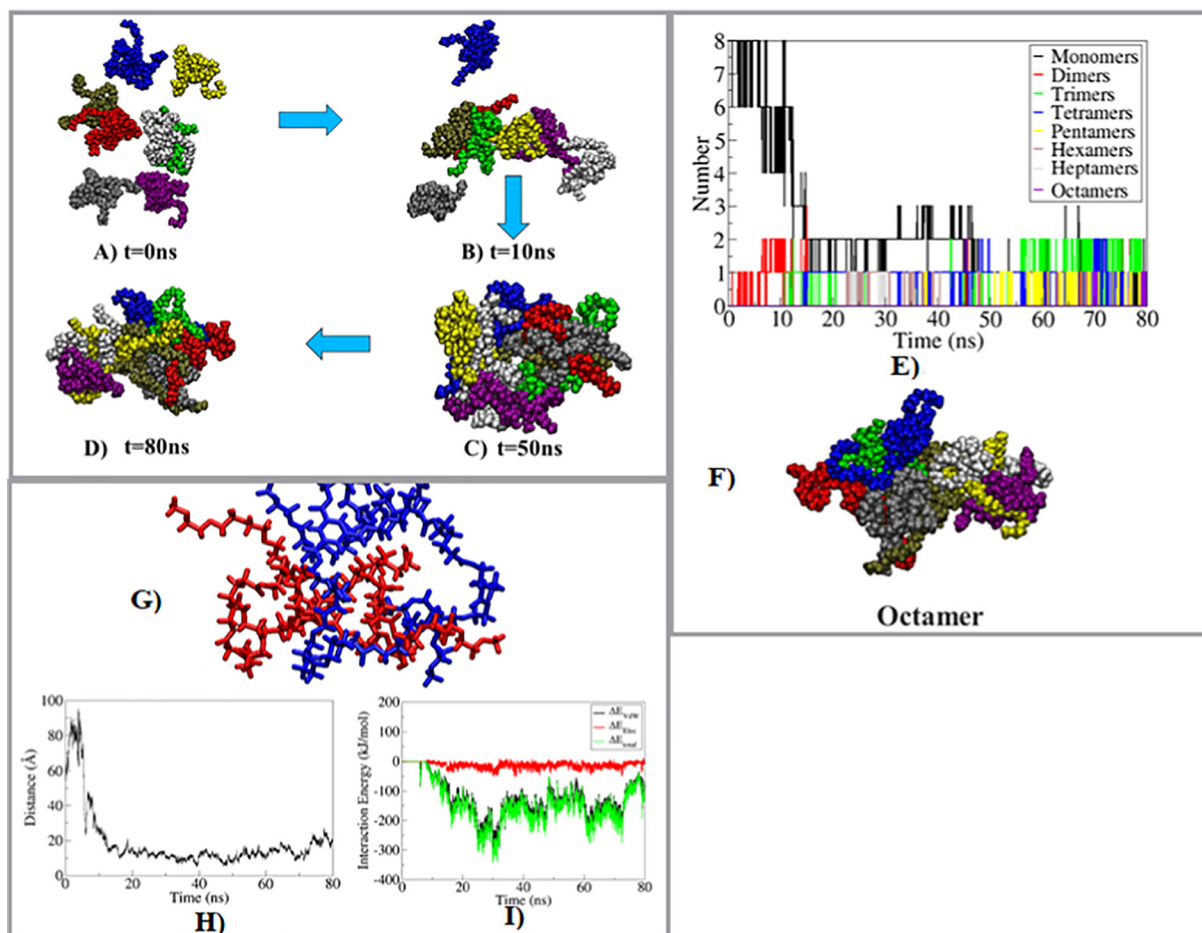 A) t=0ns
B) t=10ns
D) t=80ns
C) t=50ns
8
7
6
5
4
3
2
1
0
Number
Monomers
Dimers
Trimers
Tetramers
Pentamers
Hexamers
Heptamers
Octamers
0 10 20 30 40 50 60 70 80
Time (ns)
E)
F)
Octamer
G)
100
80
60
40
20
0
Distance (Å)
0 20 40 60 80
Time (ns)
H)
200
100
0
-100
-200
-300
-400
Interaction Energy (kJ/mol)
ΔE_vdW
ΔE_Elec
ΔE_total
0 20 40 60 80
Time (ns)
I)